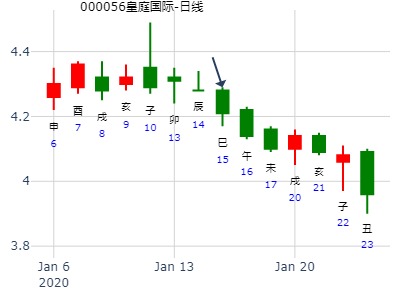 000056皇庭国际-日线
4.4
4.2
4
3.8
申
6
酉
7
戌
8
亥
9
子
10
卯
13
辰
14
巳
15
午
16
未
17
戌
20
亥
21
子
22
丑
23
Jan 6
2020
Jan 13
Jan 20